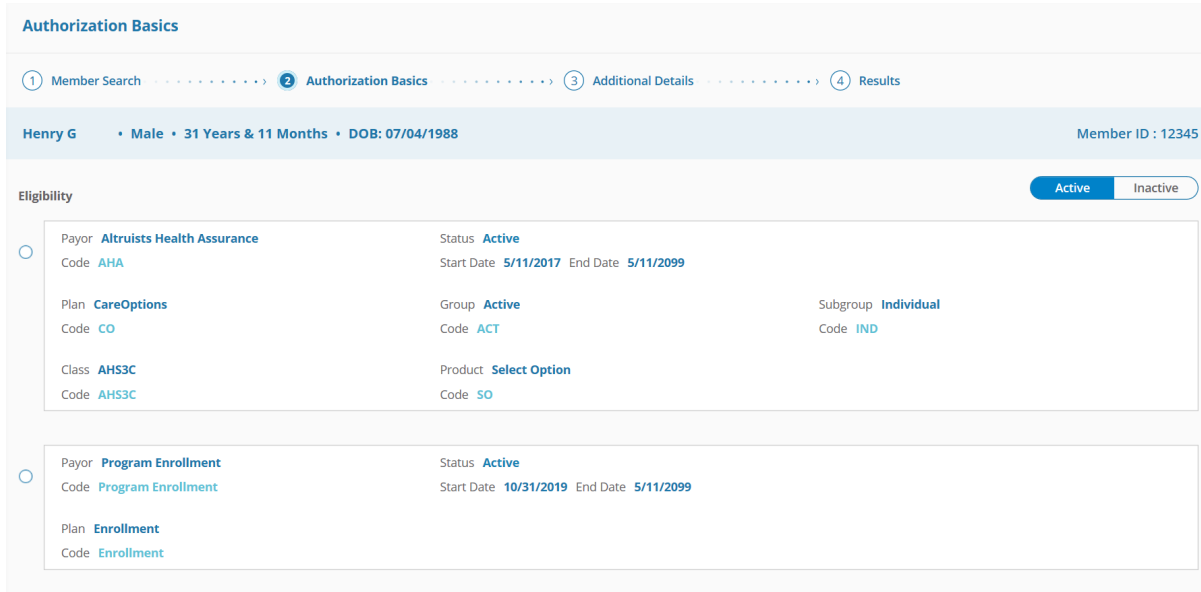 Authorization Basics
1 Member Search 2 Authorization Basics 3 Additional Details 4 Results
Henry G • Male • 31 Years & 11 Months • DOB: 07/04/1988 Member ID : 12345
Eligibility Active Inactive
Payor Altruists Health Assurance Status Active
Code AHA Start Date 5/11/2017 End Date 5/11/2099
Plan CareOptions Group Active Subgroup Individual
Code CO Code ACT Code IND
Class AHS3C Product Select Option
Code AHS3C Code SO
Payor Program Enrollment Status Active
Code Program Enrollment Start Date 10/31/2019 End Date 5/11/2099
Plan Enrollment
Code Enrollment